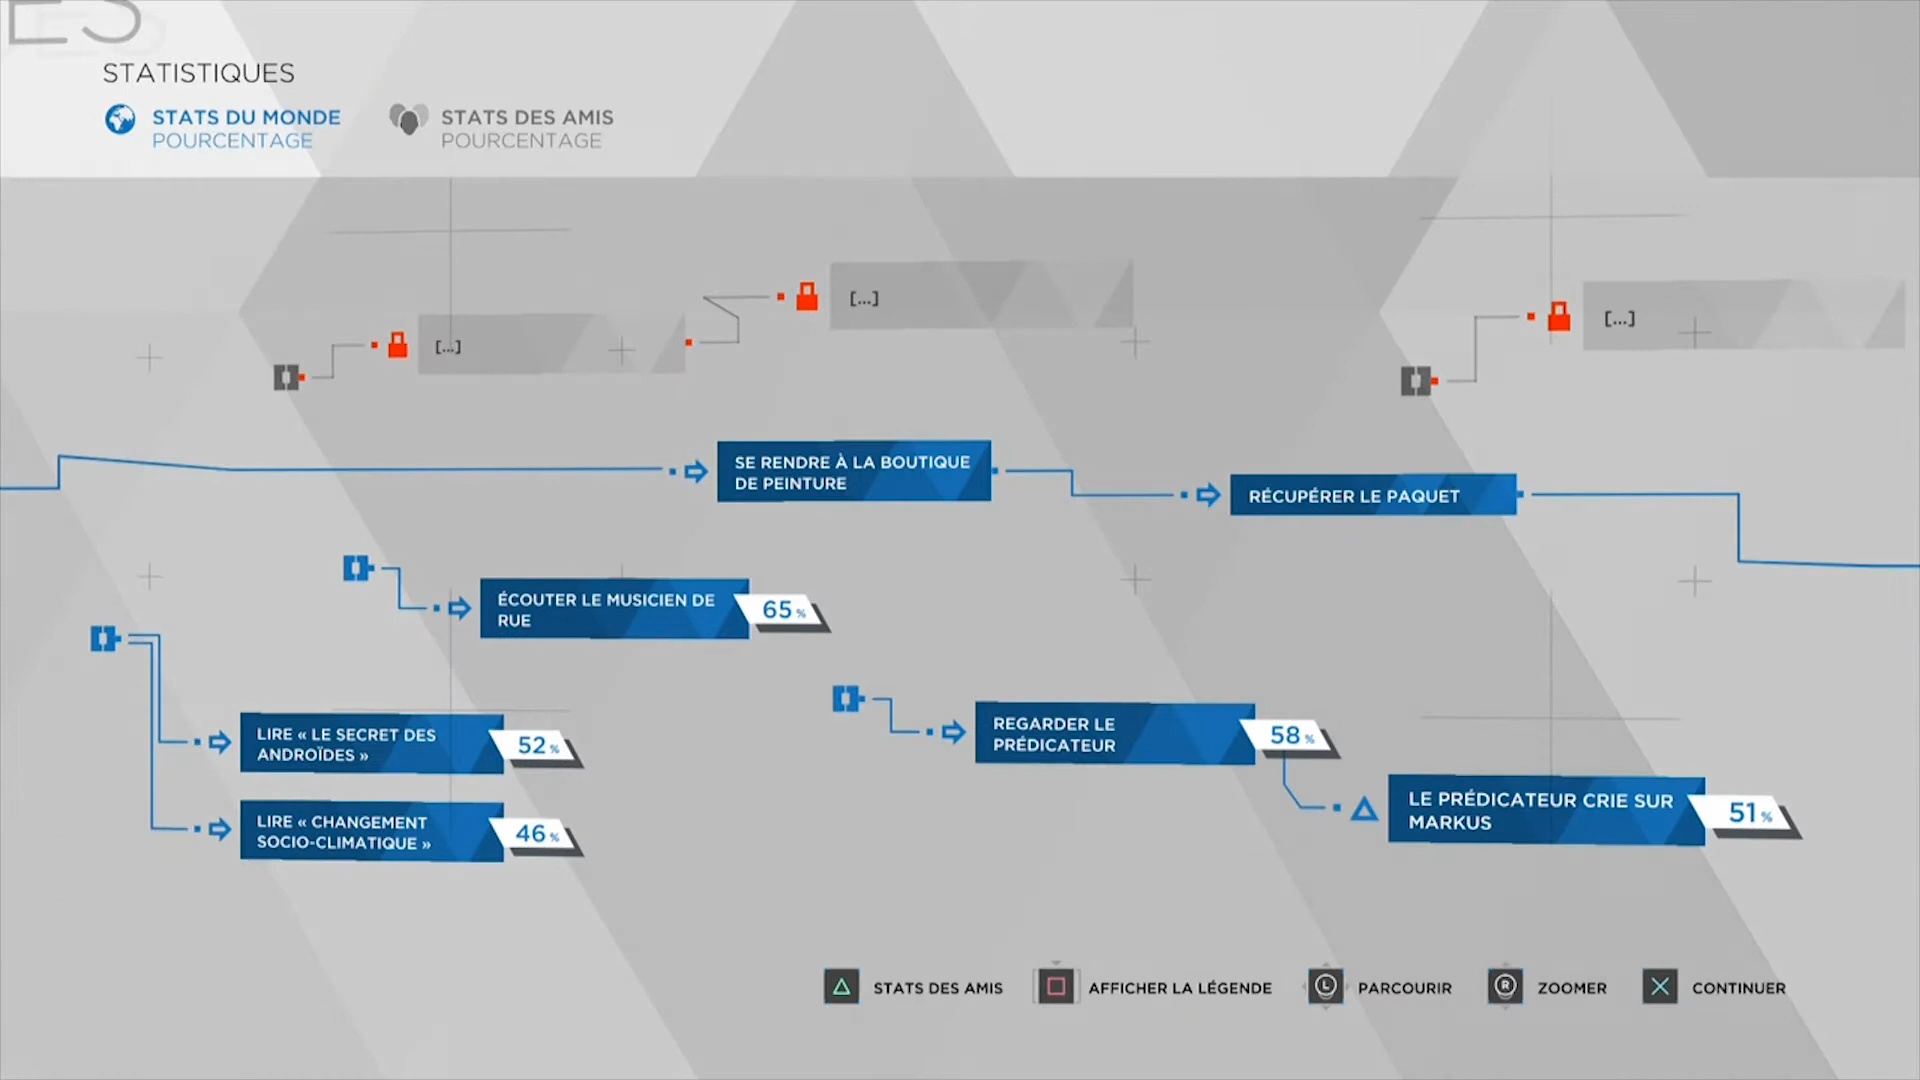 ES
STATISTIQUES
STATS DU MONDE
POURCENTAGE
STATS DES AMIS
POURCENTAGE
[...]
[...]
[...]
SE RENDRE À LA BOUTIQUE
DE PEINTURE
RÉCUPÉRER LE PAQUET
ÉCOUTER LE MUSICIEN DE
RUE
65 %
LIRE « LE SECRET DES
ANDROÏDES »
52 %
REGARDER LE
PRÉDICATEUR
58 %
LIRE « CHANGEMENT
SOCIO-CLIMATIQUE »
46 %
LE PRÉDICATEUR CRIE SUR
MARKUS
51 %
STATS DES AMIS
AFFICHER LA LÉGENDE
L
PARCOURIR
R
ZOOMER
CONTINUER